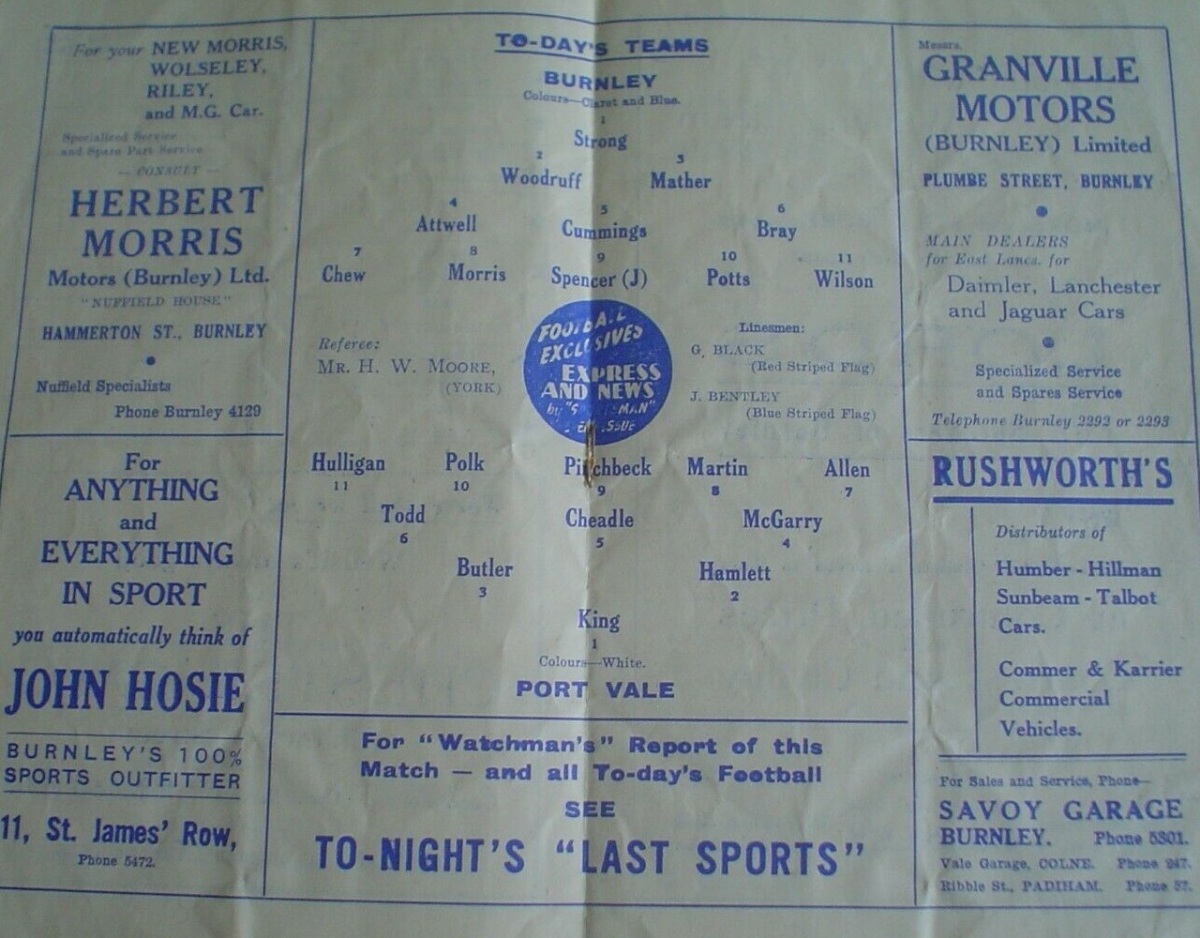 For your NEW MORRIS,
WOLSELEY,
RILEY,
and M.G. Car.
Specialized Service
and Spare Part Service
— CONSULT —
HERBERT
MORRIS
Motors (Burnley) Ltd.
"NUFFIELD HOUSE"
HAMMERTON ST., BURNLEY
Nuffield Specialists
Phone Burnley 4129
For
ANYTHING
and
EVERYTHING
IN SPORT
you automatically think of
JOHN HOSIE
BURNLEY'S 100%
SPORTS OUTFITTER
11, St. James' Row,
Phone 5472.
TO-DAY'S TEAMS
BURNLEY
Colours—Claret and Blue.
1
Strong
2 3
Woodruff Mather
4 5 6
Attwell Cummings Bray
7 8 9 10 11
Chew Morris Spencer (J) Potts Wilson
Referee:
MR. H. W. MOORE,
(YORK)
FOOTBALL
EXCLUSIVES
EXPRESS
AND NEWS
by
Linesmen:
G. BLACK
(Red Striped Flag)
J. BENTLEY
(Blue Striped Flag)
Hulligan Polk Pinchbeck Martin Allen
11 10 9 8 7
Todd Cheadle McGarry
6 5 4
Butler Hamlett
3 2
King
1
Colours—White.
PORT VALE
For "Watchman's" Report of this
Match — and all To-day's Football
SEE
TO-NIGHT'S "LAST SPORTS"
Messrs.
GRANVILLE
MOTORS
(BURNLEY) Limited
PLUMBE STREET, BURNLEY
MAIN DEALERS
for East Lancs. for
Daimler, Lanchester
and Jaguar Cars
Specialized Service
and Spares Service
Telephone Burnley 2292 or 2293
RUSHWORTH'S
Distributors of
Humber - Hillman
Sunbeam - Talbot
Cars.
Commer & Karrier
Commercial
Vehicles.
For Sales and Service, Phone—
SAVOY GARAGE
BURNLEY. Phone 5301.
Vale Garage, COLNE. Phone 247.
Ribble St., PADIHAM. Phone 57.